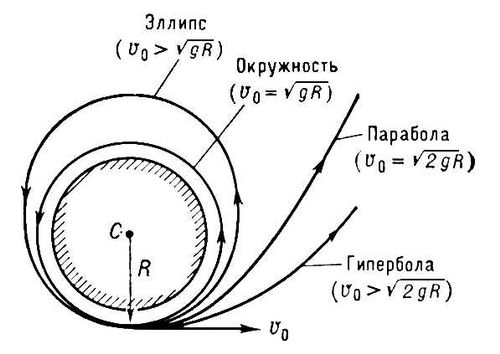 Эллипс
(v₀ > √gR)
Окружность
(v₀ = √gR)
Парабола
(v₀ = √2gR)
C
R
Гипербола
(v₀ > √2gR)
v₀